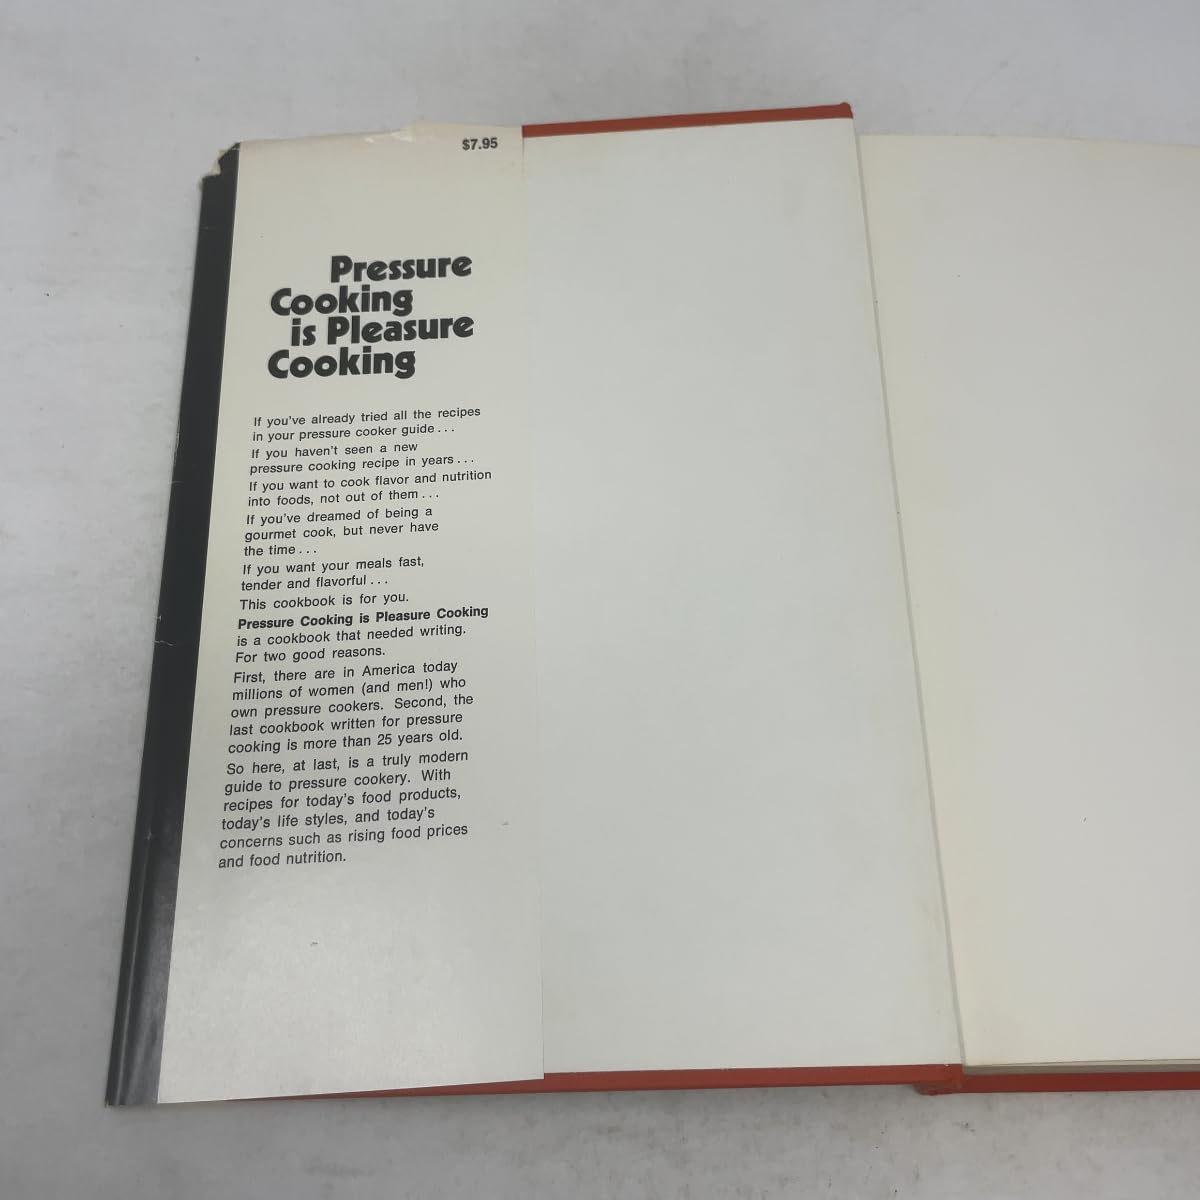 $7.95
Pressure
Cooking
is Pleasure
Cooking
If you've already tried all the recipes
in your pressure cooker guide...
If you haven't seen a new
pressure cooking recipe in years...
If you want to cook flavor and nutrition
into foods, not out of them...
If you've dreamed of being a
gourmet cook, but never have
the time...
If you want your meals fast,
tender and flavorful...
This cookbook is for you.
Pressure Cooking is Pleasure Cooking
is a cookbook that needed writing.
For two good reasons.
First, there are in America today
millions of women (and men!) who
own pressure cookers. Second, the
last cookbook written for pressure
cooking is more than 25 years old.
So here, at last, is a truly modern
guide to pressure cookery. With
recipes for today's food products,
today's life styles, and today's
concerns such as rising food prices
and food nutrition.